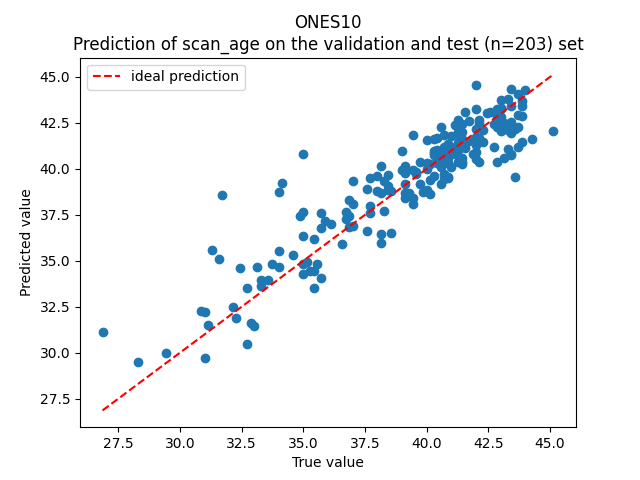 ONES10
Prediction of scan_age on the validation and test (n=203) set
ideal prediction
45.0
42.5
40.0
37.5
35.0
32.5
30.0
27.5
Predicted value
27.5 30.0 32.5 35.0 37.5 40.0 42.5 45.0
True value